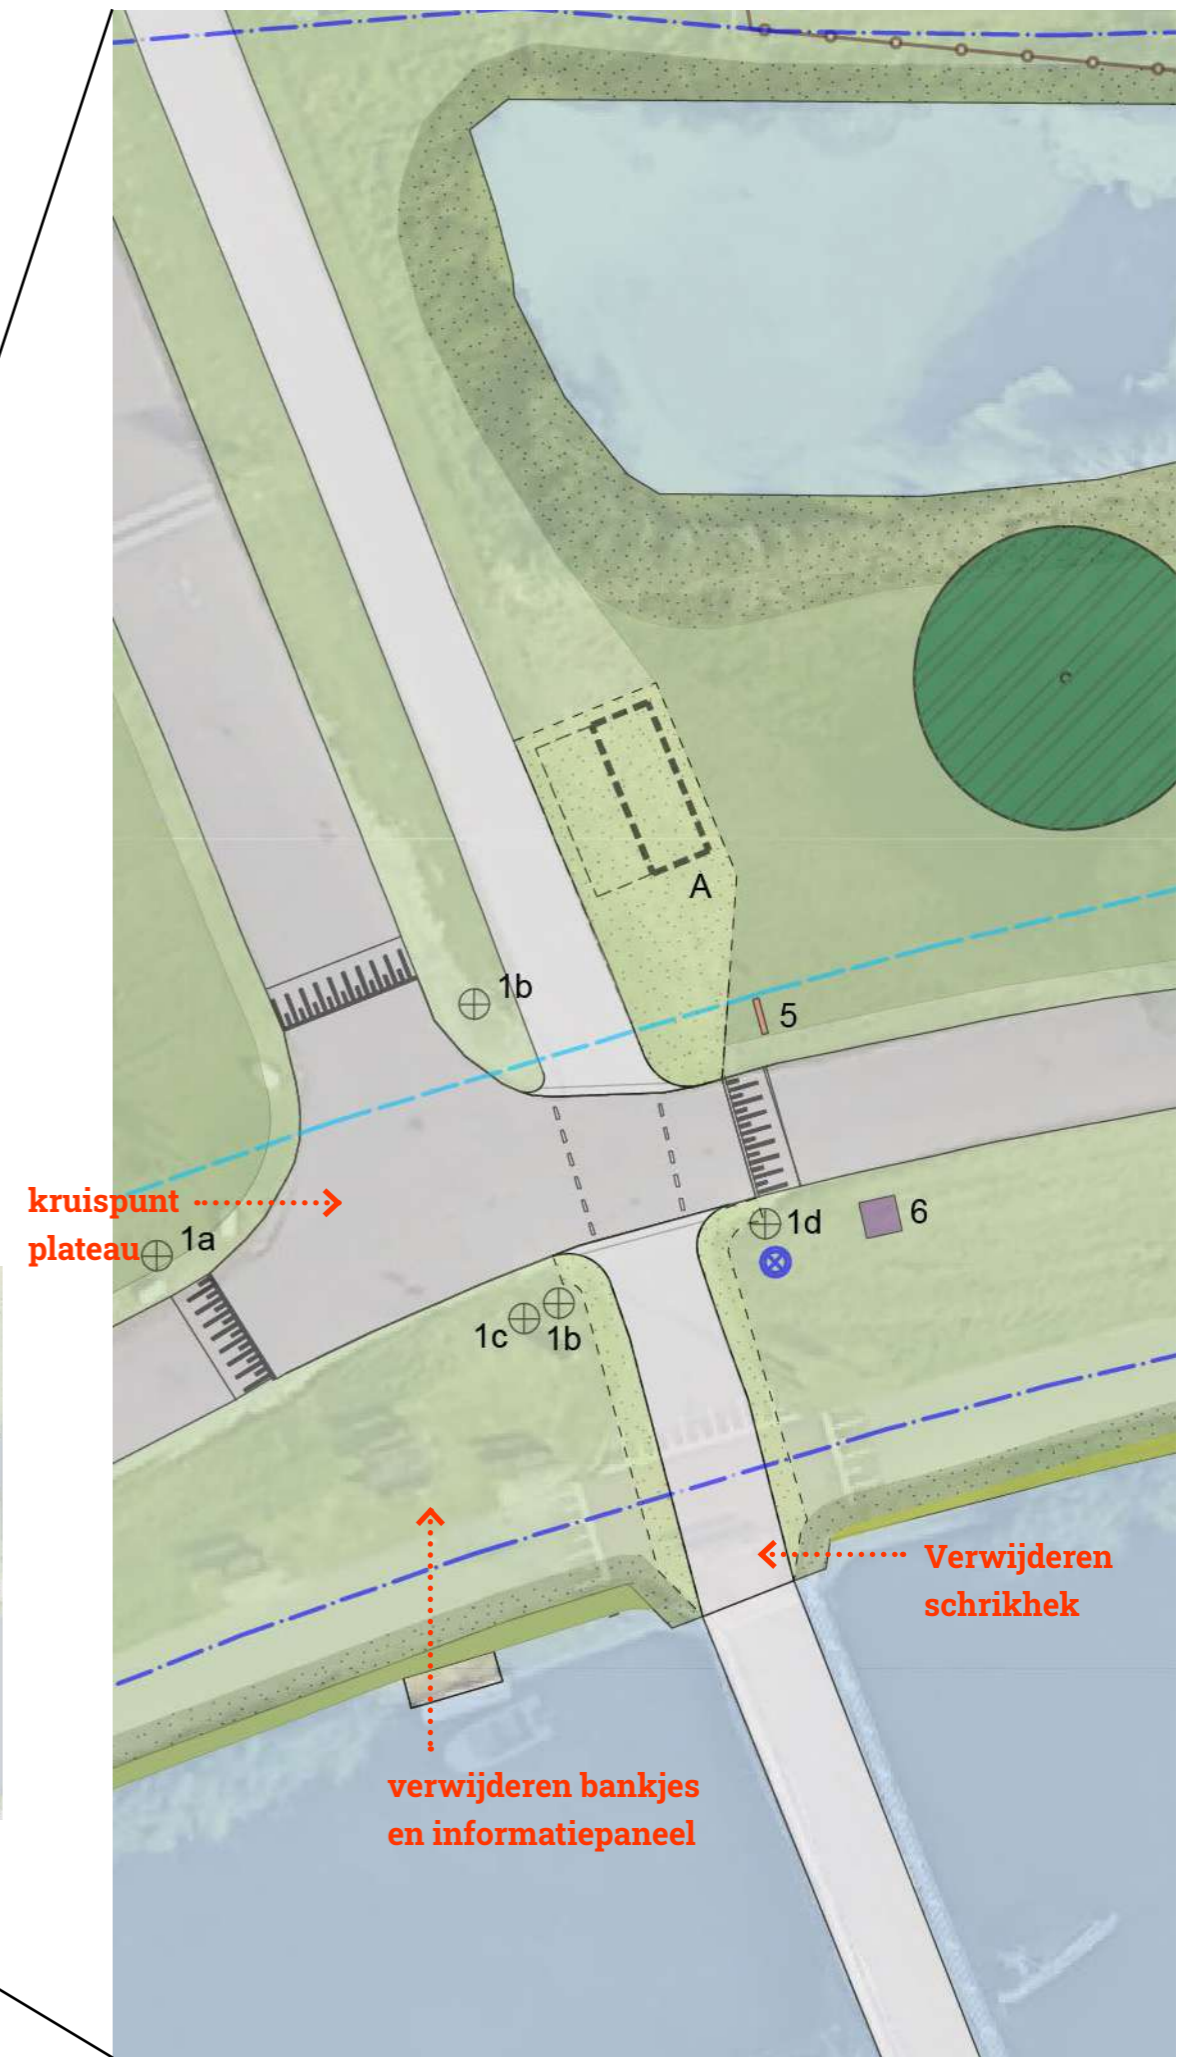 A
1b
5
kruispunt
plateau
1a
1d
6
1c
1b
Verwijderen
schrikhek
verwijderen bankjes
en informatiepaneel